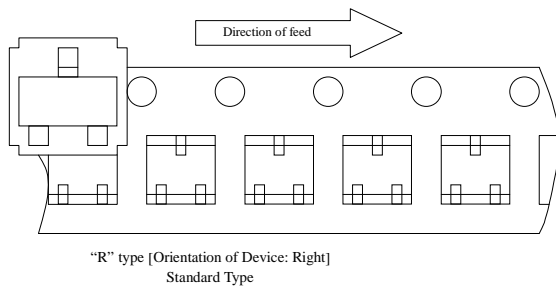 Direction of feed
“R” type [Orientation of Device: Right]
Standard Type